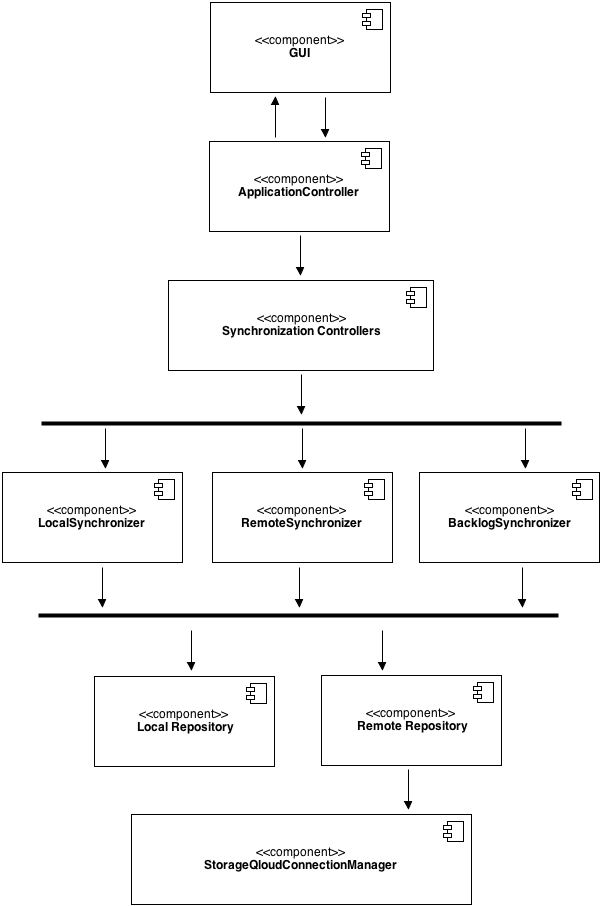 <<component>>
GUI
<<component>>
ApplicationController
<<component>>
Synchronization Controllers
<<component>>
LocalSynchronizer
<<component>>
RemoteSynchronizer
<<component>>
BacklogSynchronizer
<<component>>
Local Repository
<<component>>
Remote Repository
<<component>>
StorageQloudConnectionManager